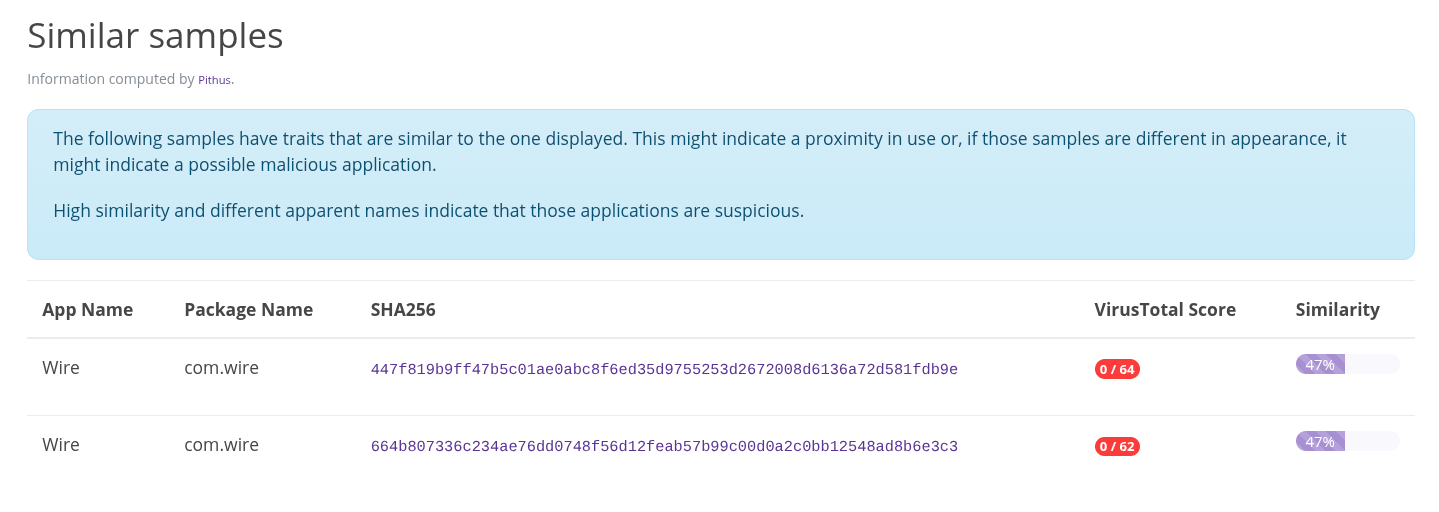 Similar samples
Information computed by Pithus.
The following samples have traits that are similar to the one displayed. This might indicate a proximity in use or, if those samples are different in appearance, it
might indicate a possible malicious application.
High similarity and different apparent names indicate that those applications are suspicious.
App Name Package Name SHA256 VirusTotal Score Similarity
Wire com.wire 447f819b9ff47b5c01ae0abc8f6ed35d9755253d2672008d6136a72d581fdb9e 0 / 64 47%
Wire com.wire 664b807336c234ae76dd0748f56d12feab57b99c00d0a2c0bb12548ad8b6e3c3 0 / 62 47%